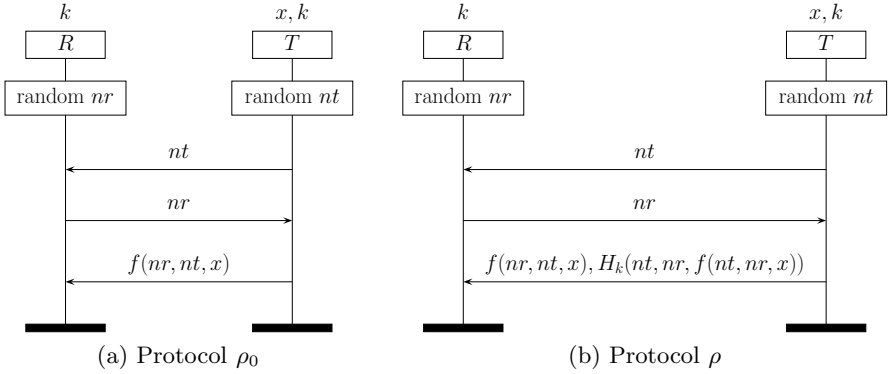 k x, k k x, k
R T R T
random nr random nt random nr random nt
nt nt
nr nr
f(nr, nt, x) f(nr, nt, x), H_k(nt, nr, f(nt, nr, x))
(a) Protocol ρ_0 (b) Protocol ρ